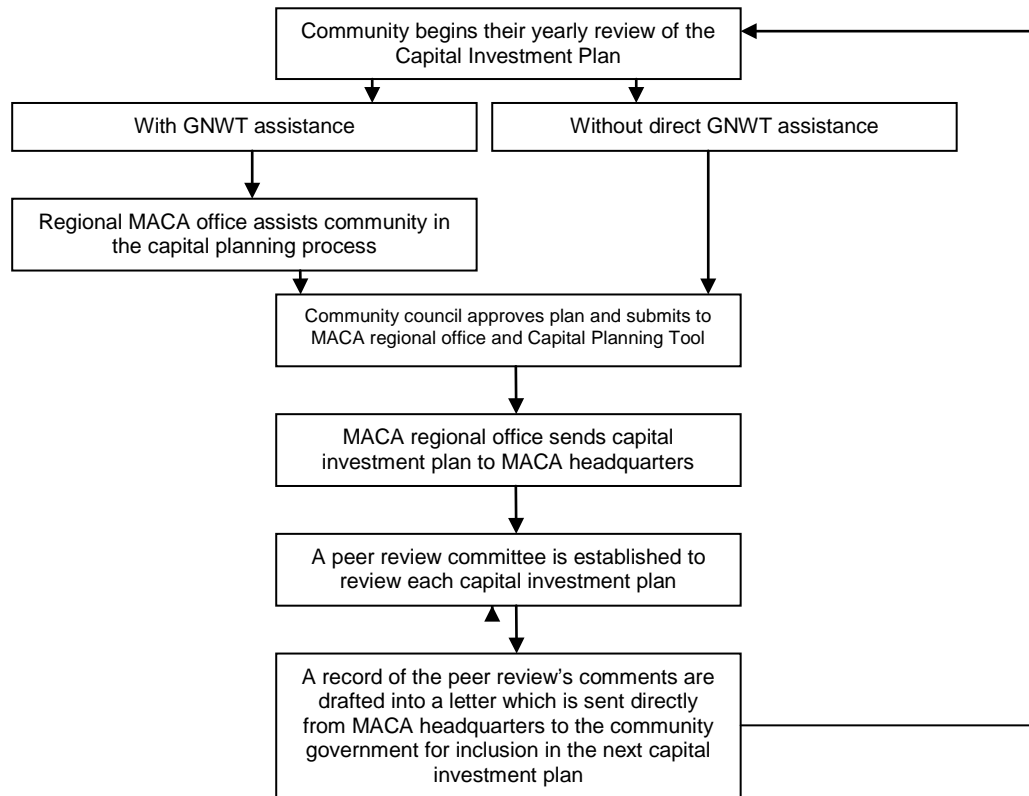 Community begins their yearly review of the
Capital Investment Plan
With GNWT assistance
Without direct GNWT assistance
Regional MACA office assists community in
the capital planning process
Community council approves plan and submits to
MACA regional office and Capital Planning Tool
MACA regional office sends capital
investment plan to MACA headquarters
A peer review committee is established to
review each capital investment plan
A record of the peer review’s comments are
drafted into a letter which is sent directly
from MACA headquarters to the community
government for inclusion in the next capital
investment plan